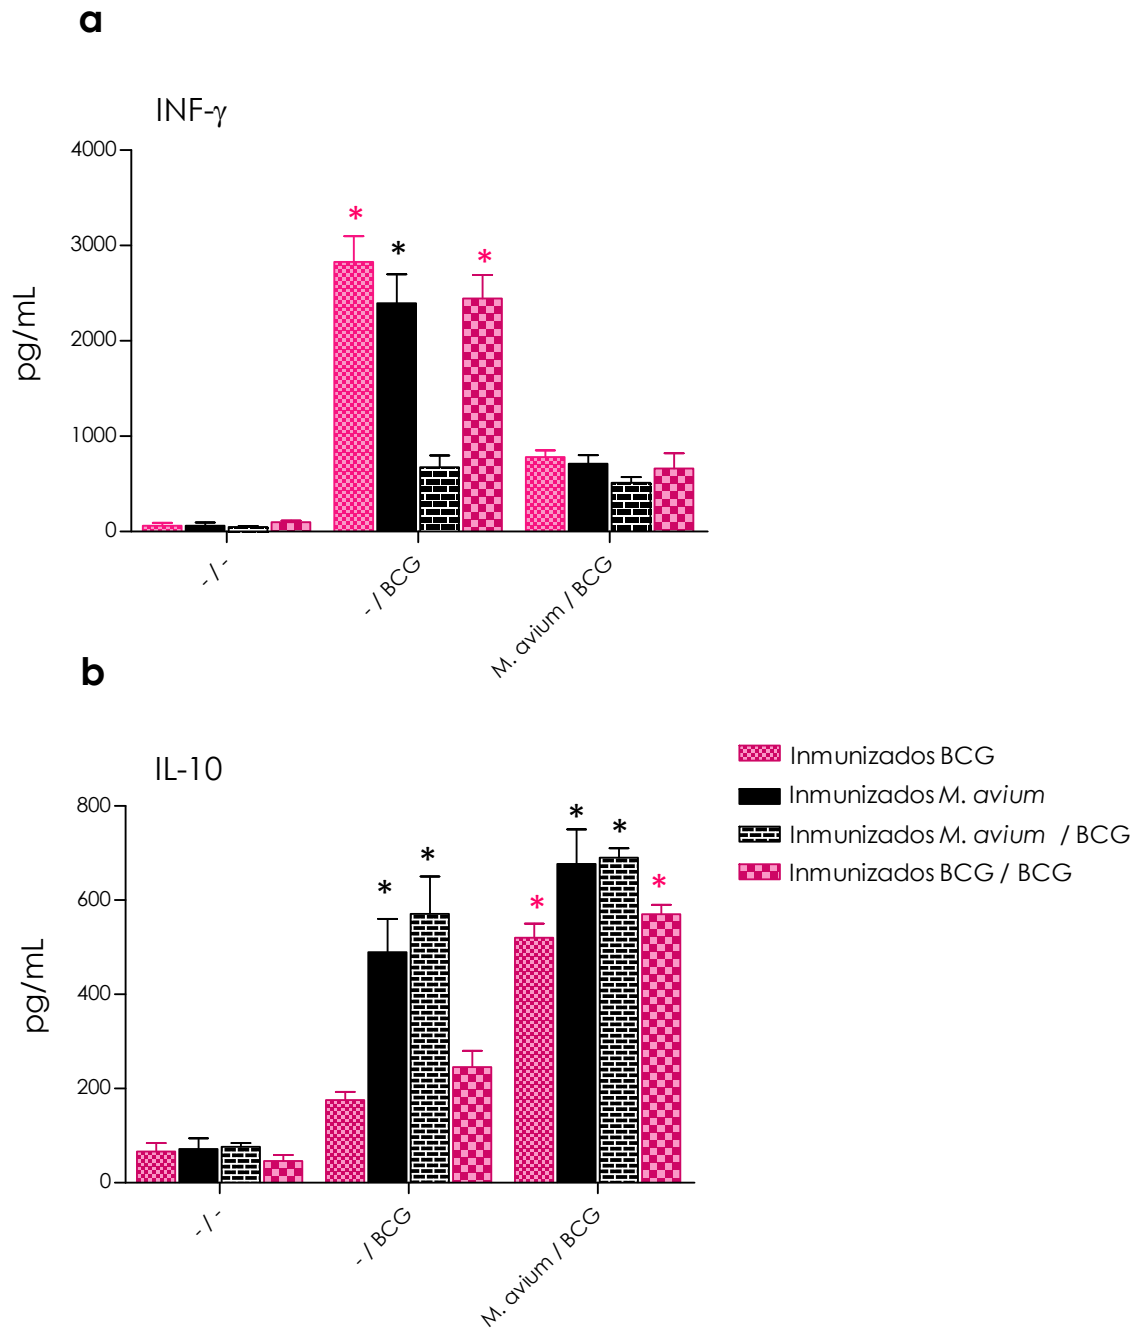 a
INF-γ
4000
3000
2000
1000
0
pg/mL
* * *
- / -
- / BCG
M. avium / BCG
b
IL-10
800
600
400
200
0
pg/mL
* * * * * *
- / -
- / BCG
M. avium / BCG
Inmunizados BCG
Inmunizados M. avium
Inmunizados M. avium / BCG
Inmunizados BCG / BCG